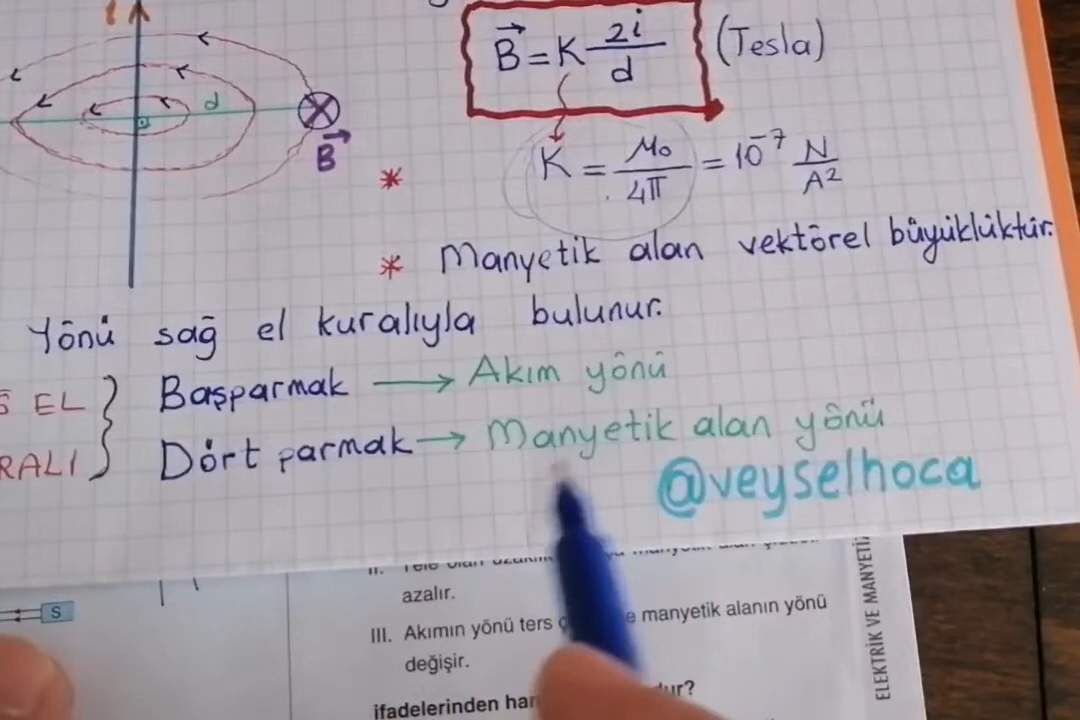 B = K 2i/d (Tesla)
d
B
K = μ₀/4π = 10⁻⁷ N/A²
* Manyetik alan vektörel büyüklüktür.
Yönü sağ el kuralıyla bulunur.
EL } Başparmak → Akım yönü
RALI } Dört parmak → Manyetik alan yönü
@veyselhoca
S
azalır.
III. Akımın yönü ters manyetik alanın yönü
değişir.
ifadelerinden
ELEKTRİK VE